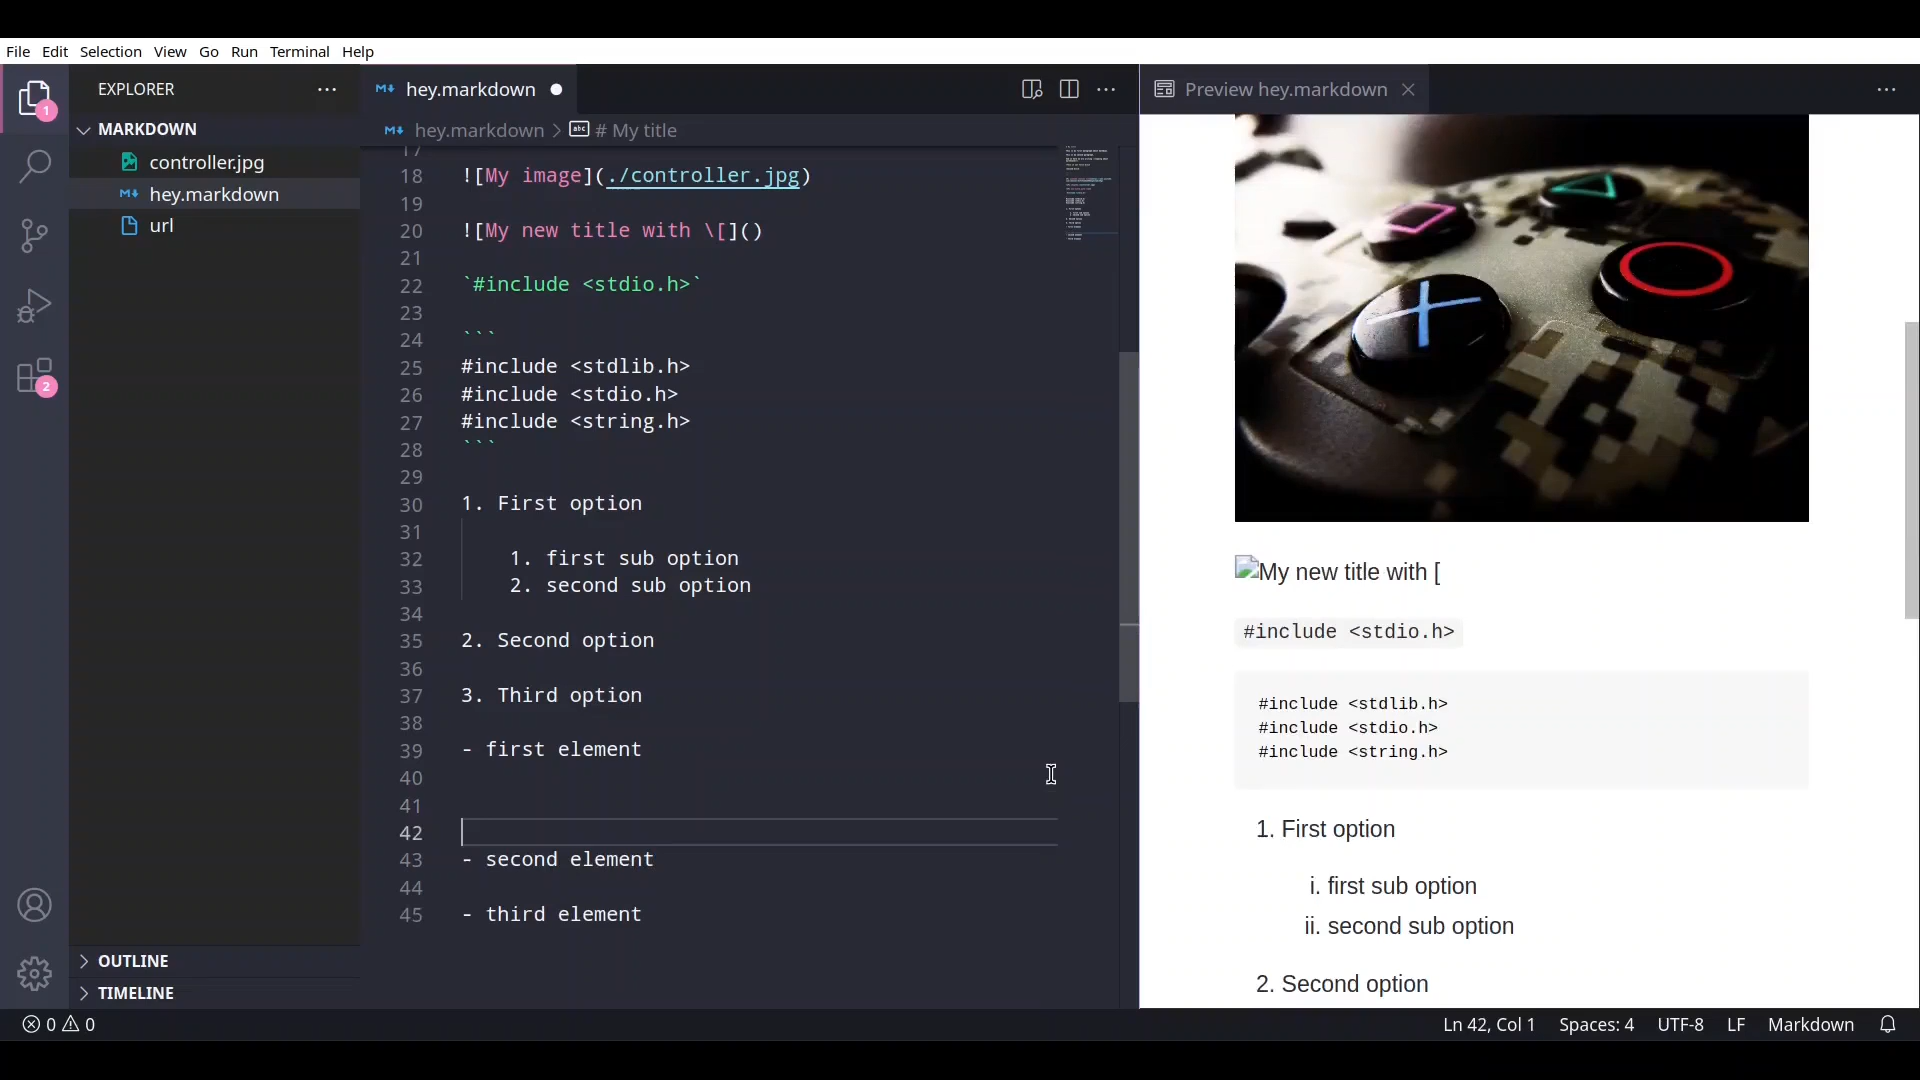 File Edit Selection View Go Run Terminal Help
EXPLORER
hey.markdown
Preview hey.markdown
1
MARKDOWN
hey.markdown > abc # My title
controller.jpg
hey.markdown
url
2
17
18 ![My image](./controller.jpg)
19
20 ![My new title with \[]()
21
22 `#include <stdio.h>`
23
24 ```
25 #include <stdlib.h>
26 #include <stdio.h>
27 #include <string.h>
28 ```
29
30 1. First option
31
32 1. first sub option
33 2. second sub option
34
35 2. Second option
36
37 3. Third option
38
39 - first element
40
41
42
43 - second element
44
45 - third element
My new title with [
#include <stdio.h>
#include <stdlib.h>
#include <stdio.h>
#include <string.h>
1. First option
i. first sub option
ii. second sub option
2. Second option
OUTLINE
TIMELINE
0 0
Ln 42, Col 1 Spaces: 4 UTF-8 LF Markdown